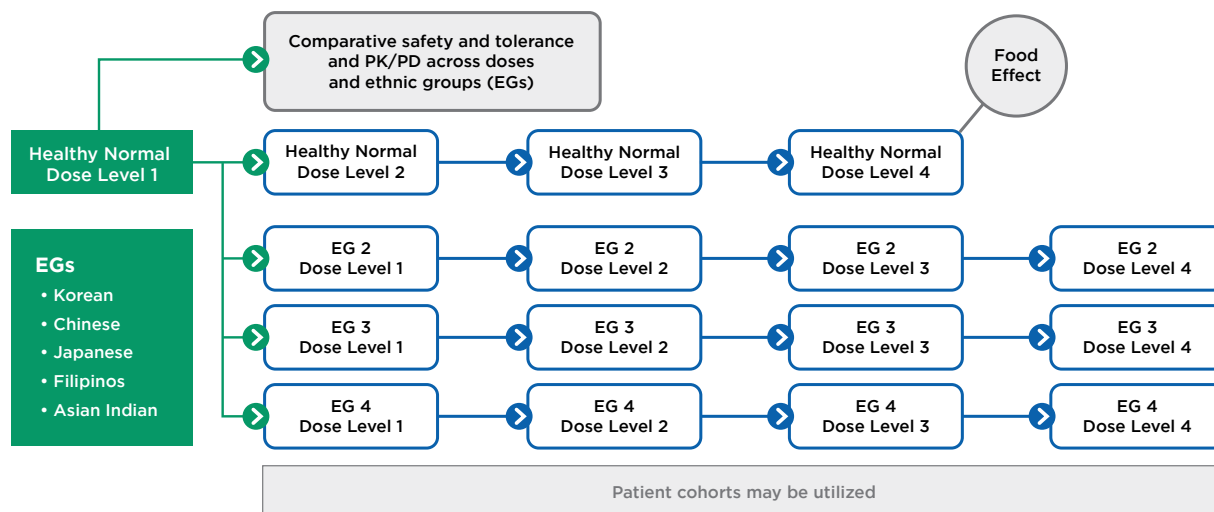 Comparative safety and tolerance
and PK/PD across doses
and ethnic groups (EGs)
Food
Effect
Healthy Normal
Dose Level 1
Healthy Normal
Dose Level 2
Healthy Normal
Dose Level 3
Healthy Normal
Dose Level 4
EGs
• Korean
• Chinese
• Japanese
• Filipinos
• Asian Indian
EG 2
Dose Level 1
EG 2
Dose Level 2
EG 2
Dose Level 3
EG 2
Dose Level 4
EG 3
Dose Level 1
EG 3
Dose Level 2
EG 3
Dose Level 3
EG 3
Dose Level 4
EG 4
Dose Level 1
EG 4
Dose Level 2
EG 4
Dose Level 3
EG 4
Dose Level 4
Patient cohorts may be utilized